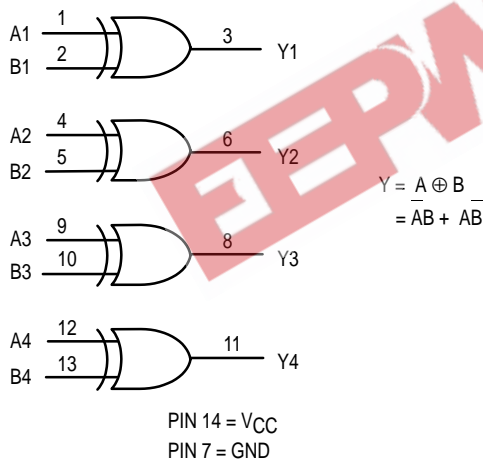 A1 1
B1 2
3 Y1
A2 4
B2 5
6 Y2
Y = A ⊕ B
= A̅B + AB̅
A3 9
B3 10
8 Y3
A4 12
B4 13
11 Y4
PIN 14 = VCC
PIN 7 = GND
EEPW